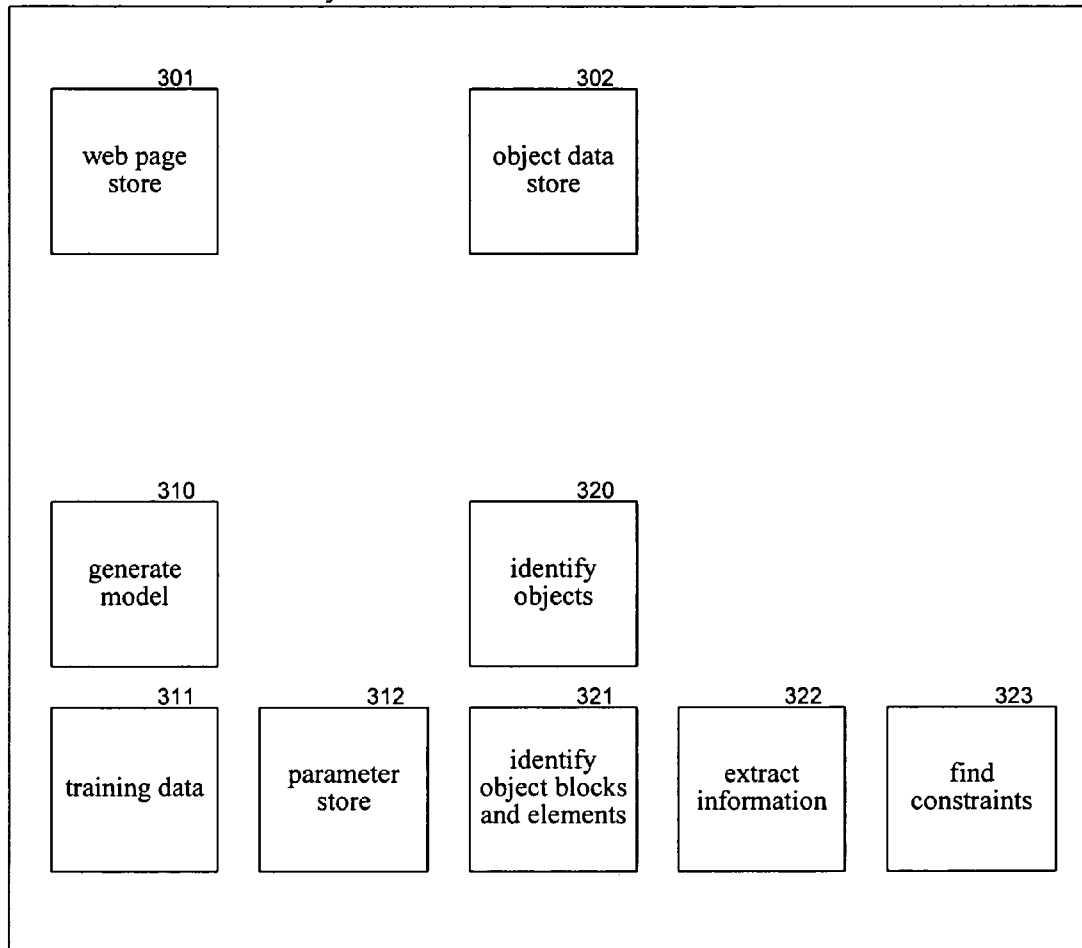 301
web page
store
302
object data
store
310
generate
model
320
identify
objects
311
training data
312
parameter
store
321
identify
object blocks
and elements
322
extract
information
323
find
constraints